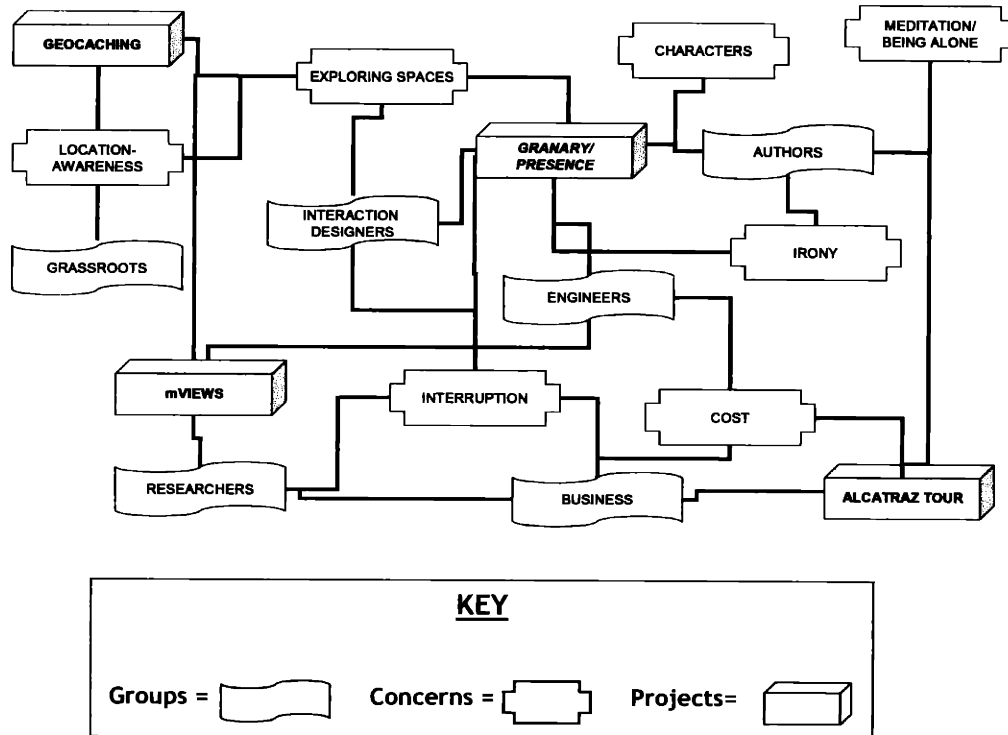 GEOCACHING
MEDITATION/
BEING ALONE
CHARACTERS
EXPLORING SPACES
LOCATION-
AWARENESS
GRANARY/
PRESENCE
AUTHORS
INTERACTION
DESIGNERS
IRONY
GRASSROOTS
ENGINEERS
mVIEWS
INTERRUPTION
COST
RESEARCHERS
BUSINESS
ALCATRAZ TOUR
KEY
Groups =
Concerns =
Projects=